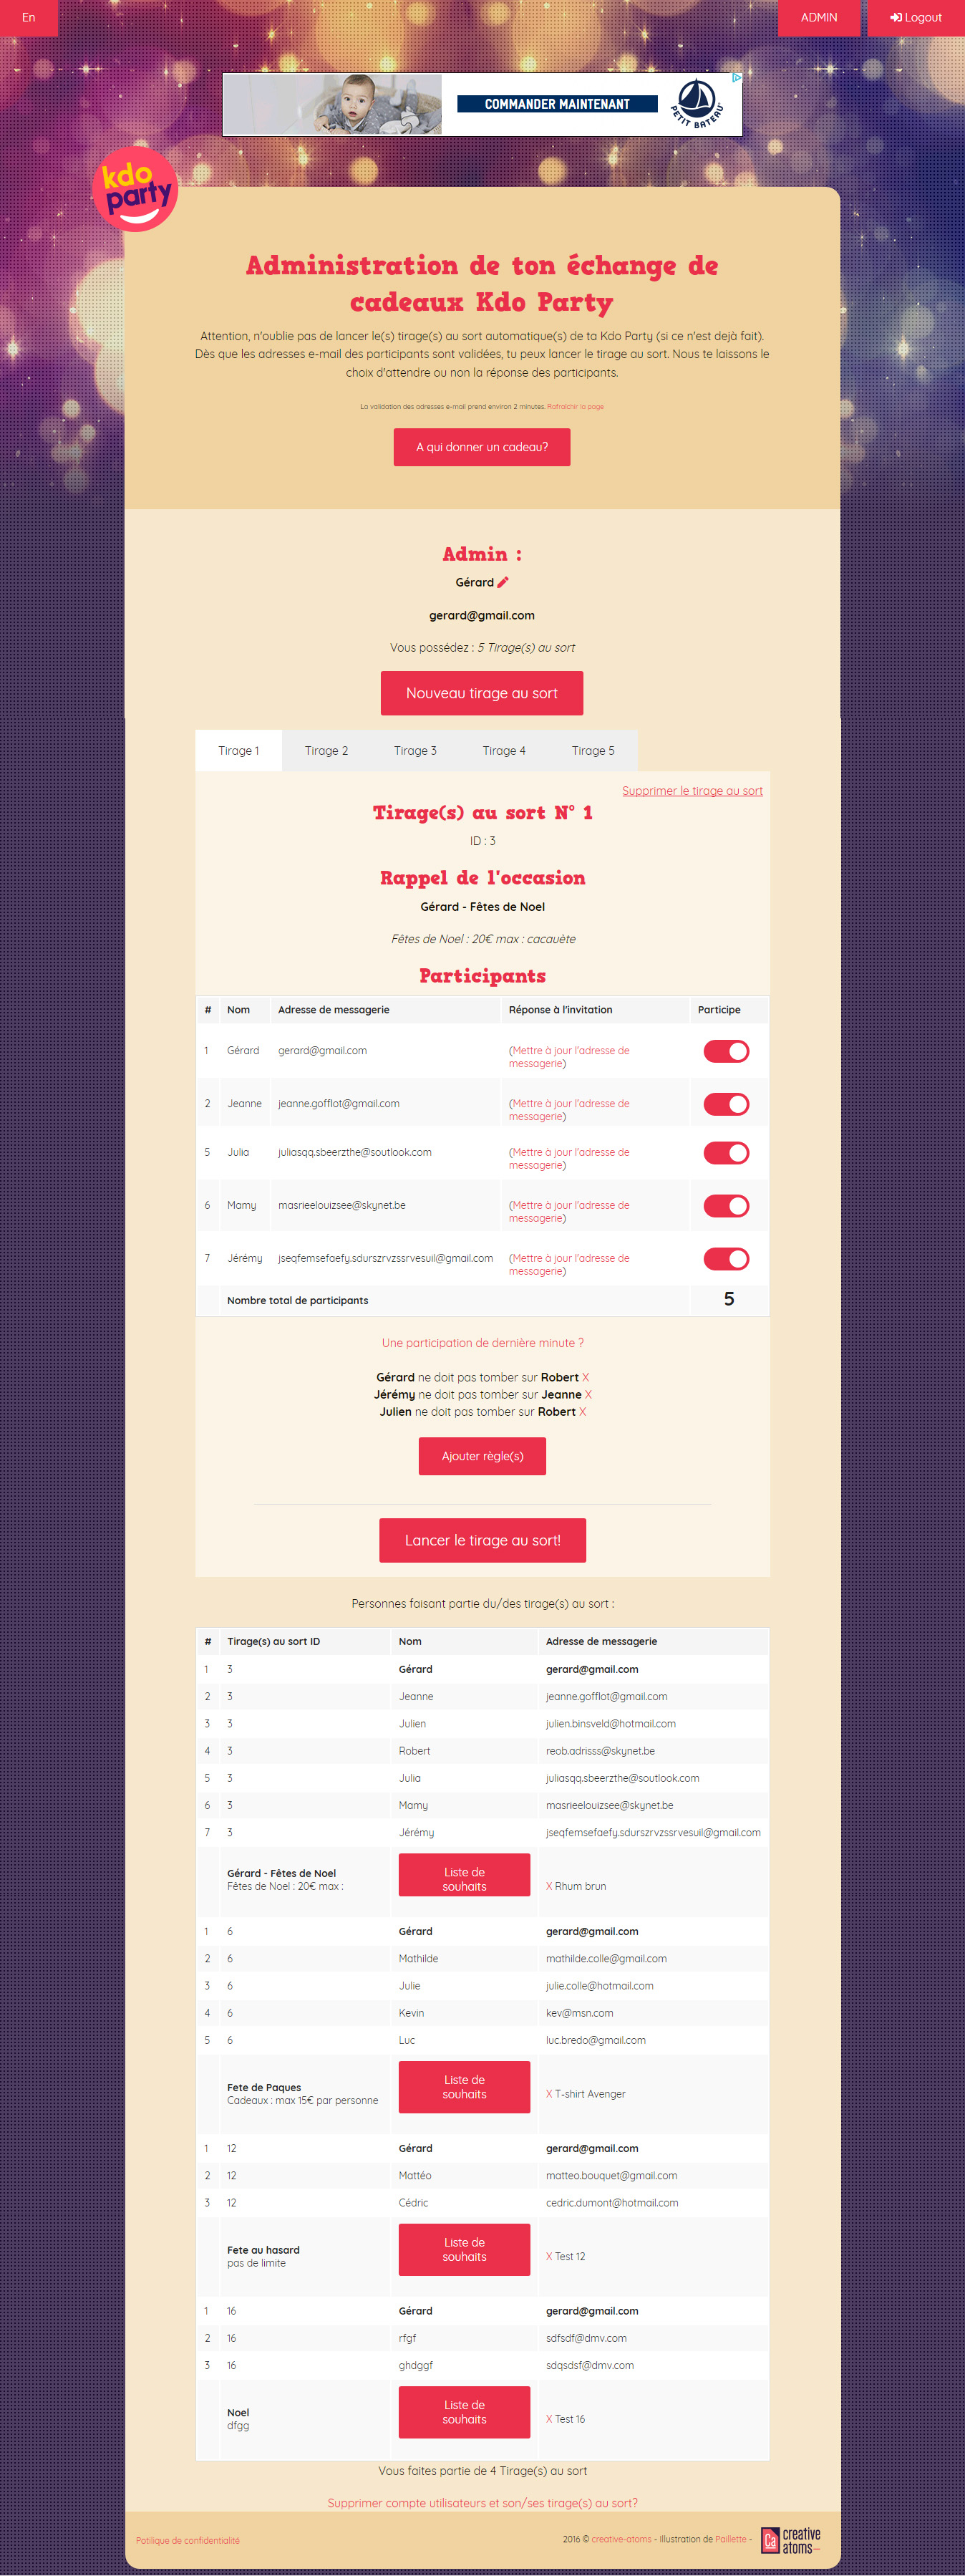 En
ADMIN
Logout
COMMANDER MAINTENANT
PETIT BATEAU
kdo
party
Administration de ton échange de
cadeaux Kdo Party
Attention, n'oublie pas de lancer le(s) tirage(s) au sort automatique(s) de ta Kdo Party (si ce n'est dejà fait).
Dès que les adresses e-mail des participants sont validées, tu peux lancer le tirage au sort. Nous te laissons le
choix d'attendre ou non la réponse des participants.
La validation des adresses e-mail prend environ 2 minutes. Rafraichir la page
A qui donner un cadeau?
Admin :
Gérard
gerard@gmail.com
Vous possédez : 5 Tirage(s) au sort
Nouveau tirage au sort
Tirage 1 Tirage 2 Tirage 3 Tirage 4 Tirage 5
Supprimer le tirage au sort
Tirage(s) au sort N° 1
ID : 3
Rappel de l'occasion
Gérard - Fêtes de Noel
Fêtes de Noel : 20€ max : cacauète
Participants
# Nom Adresse de messagerie Réponse à l'invitation Participe
1 Gérard gerard@gmail.com (Mettre à jour l'adresse de
messagerie)
2 Jeanne jeanne.gofflot@gmail.com (Mettre à jour l'adresse de
messagerie)
5 Julia juliasqq.sbeerzthe@soutlook.com (Mettre à jour l'adresse de
messagerie)
6 Mamy masrieelouizsee@skynet.be (Mettre à jour l'adresse de
messagerie)
7 Jérémy jseqfemsefaefy.sdurszrvzssrvesuil@gmail.com (Mettre à jour l'adresse de
messagerie)
Nombre total de participants 5
Une participation de dernière minute ?
Gérard ne doit pas tomber sur Robert X
Jérémy ne doit pas tomber sur Jeanne X
Julien ne doit pas tomber sur Robert X
Ajouter règle(s)
Lancer le tirage au sort!
Personnes faisant partie du/des tirage(s) au sort :
# Tirage(s) au sort ID Nom Adresse de messagerie
1 3 Gérard gerard@gmail.com
2 3 Jeanne jeanne.gofflot@gmail.com
3 3 Julien julien.binsveld@hotmail.com
4 3 Robert reob.adrisss@skynet.be
5 3 Julia juliasqq.sbeerzthe@soutlook.com
6 3 Mamy masrieelouizsee@skynet.be
7 3 Jérémy jseqfemsefaefy.sdurszrvzssrvesuil@gmail.com
Gérard - Fêtes de Noel
Fêtes de Noel : 20€ max :
Liste de
souhaits
X Rhum brun
1 6 Gérard gerard@gmail.com
2 6 Mathilde mathilde.colle@gmail.com
3 6 Julie julie.colle@hotmail.com
4 6 Kevin kev@msn.com
5 6 Luc luc.bredo@gmail.com
Fete de Paques
Cadeaux : max 15€ par personne
Liste de
souhaits
X T-shirt Avenger
1 12 Gérard gerard@gmail.com
2 12 Mattéo matteo.bouquet@gmail.com
3 12 Cédric cedric.dumont@hotmail.com
Fete au hasard
pas de limite
Liste de
souhaits
X Test 12
1 16 Gérard gerard@gmail.com
2 16 rfgf sdfsdf@dmv.com
3 16 ghdggf sdqsdsf@dmv.com
Noel
dfgg
Liste de
souhaits
X Test 16
Vous faites partie de 4 Tirage(s) au sort
Supprimer compte utilisateurs et son/ses tirage(s) au sort?
Potilique de confidentialité
2016 © creative-atoms - Illustration de Paillette -
Ca
creative
atoms